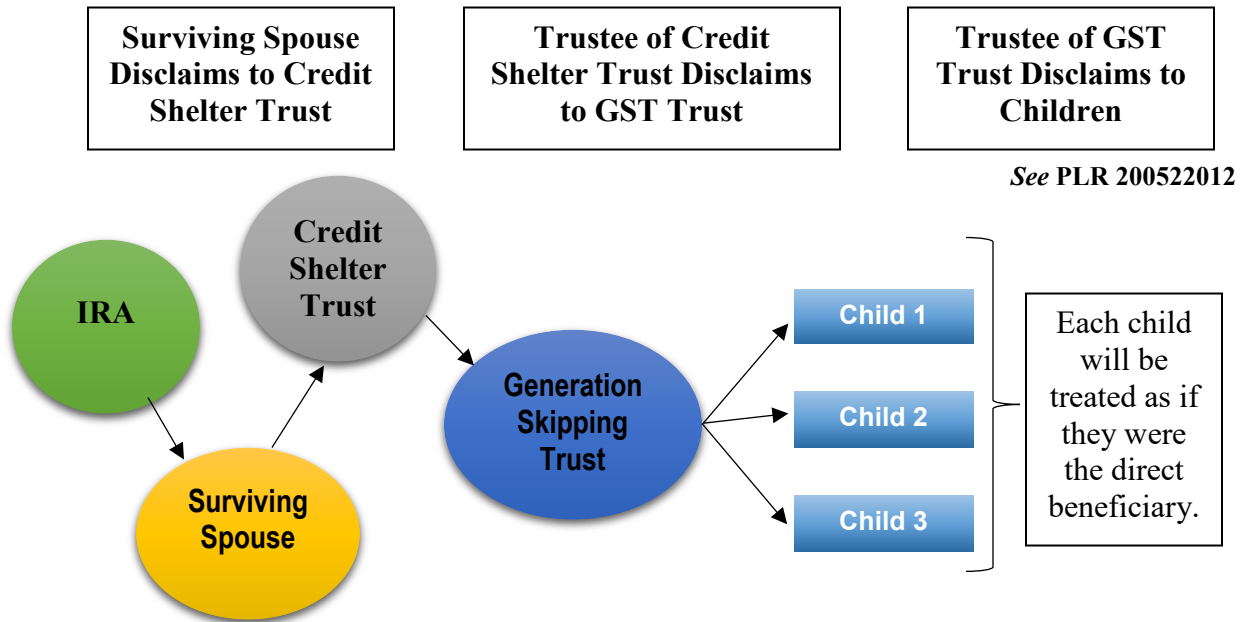 Surviving Spouse
Disclaims to Credit
Shelter Trust
Trustee of Credit
Shelter Trust Disclaims
to GST Trust
Trustee of GST
Trust Disclaims to
Children
See PLR 200522012
IRA
Surviving
Spouse
Credit
Shelter
Trust
Generation
Skipping
Trust
Child 1
Child 2
Child 3
Each child
will be
treated as if
they were
the direct
beneficiary.